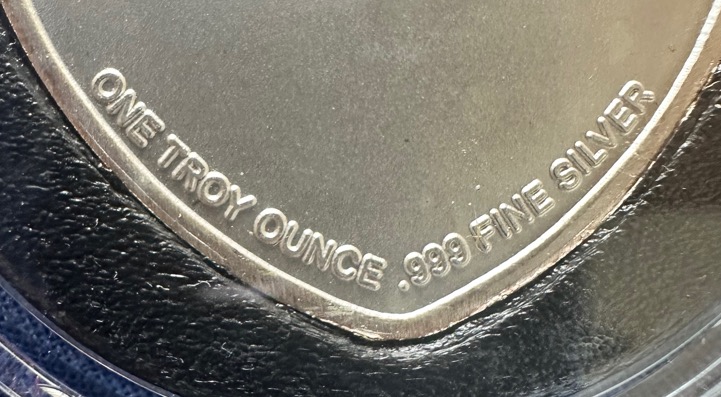 ONE TROY OUNCE .999 FINE SILVER